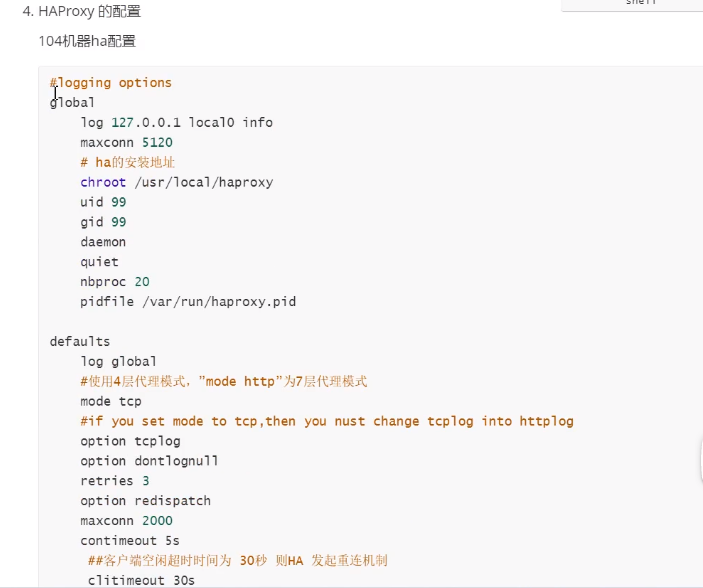 shell
4. HAProxy 的配置
104机器ha配置
#logging options
global
log 127.0.0.1 local0 info
maxconn 5120
# ha的安装地址
chroot /usr/local/haproxy
uid 99
gid 99
daemon
quiet
nbproc 20
pidfile /var/run/haproxy.pid
defaults
log global
#使用4层代理模式，”mode http”为7层代理模式
mode tcp
#if you set mode to tcp,then you nust change tcplog into httplog
option tcplog
option dontlognull
retries 3
option redispatch
maxconn 2000
contimeout 5s
##客户端空闲超时时间为 30秒 则HA 发起重连机制
clitimeout 30s